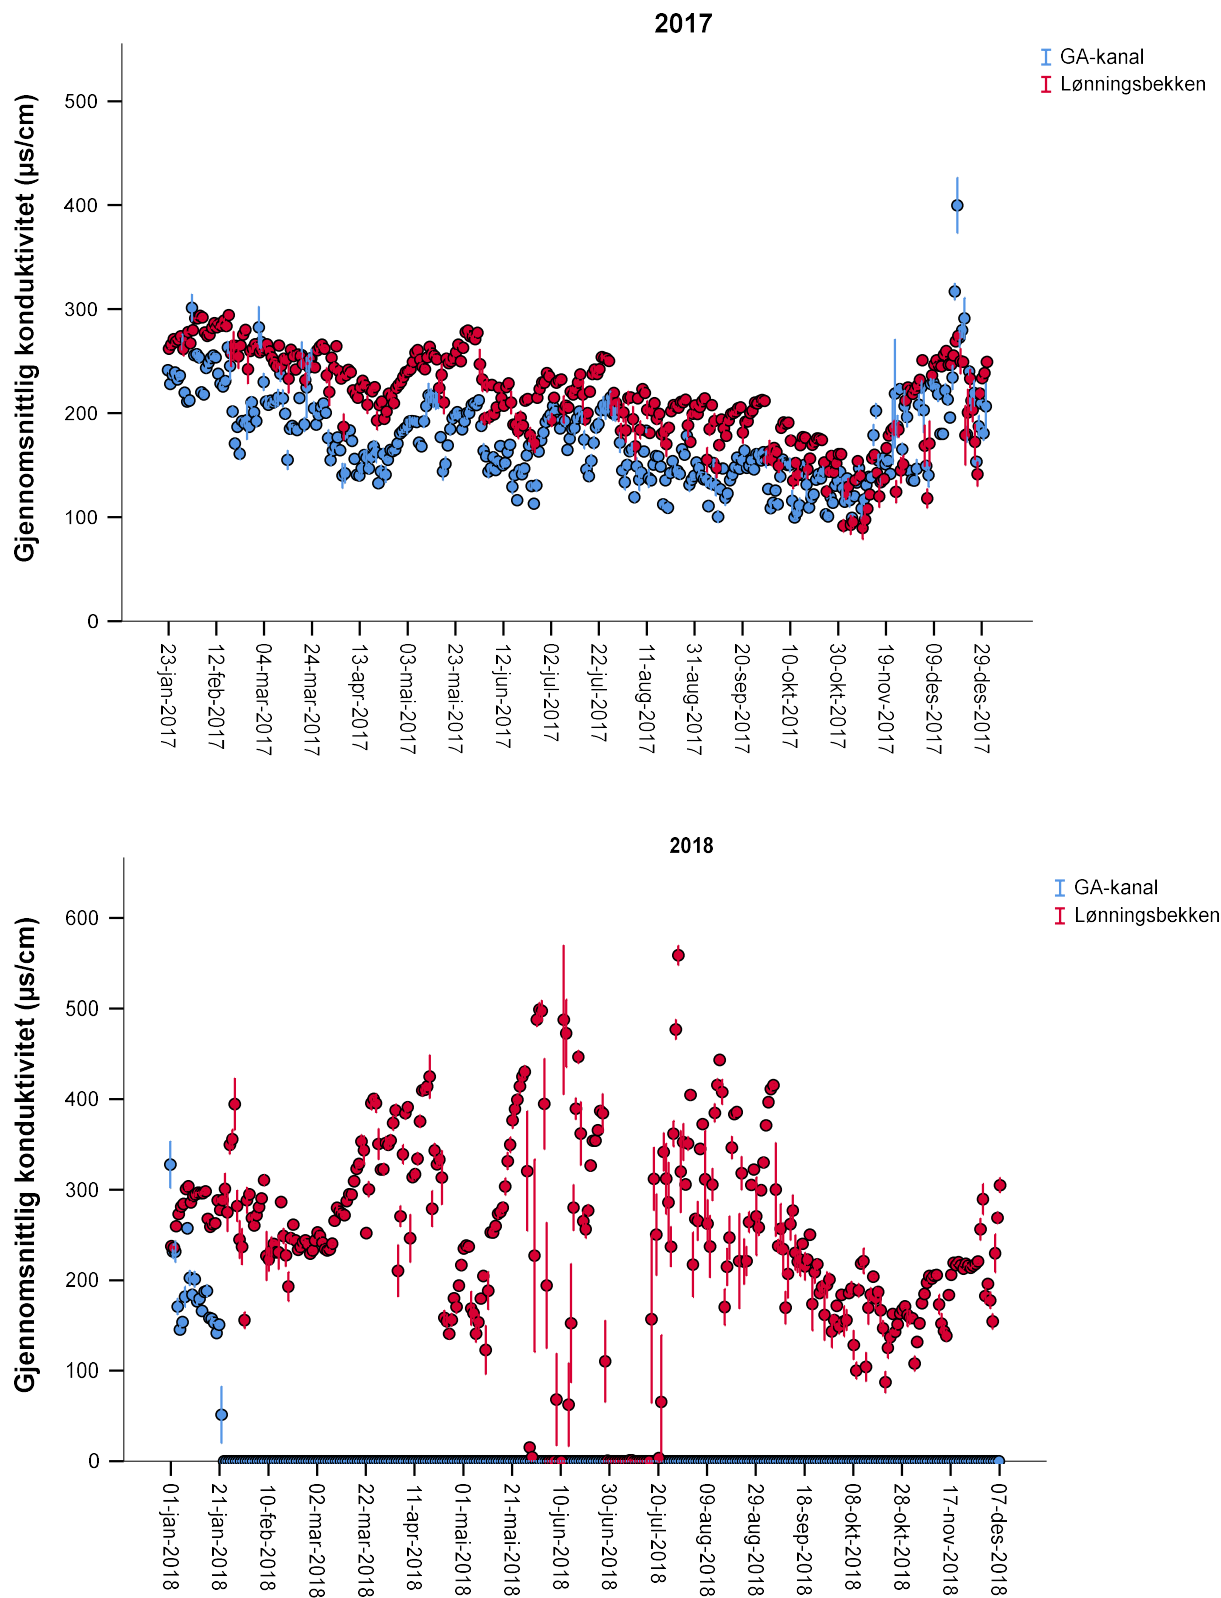 2017
GA-kanal
Lønningsbekken
Gjennomsnittlig konduktivitet (µs/cm)
500
400
300
200
100
0
23-jan-2017
12-feb-2017
04-mar-2017
24-mar-2017
13-apr-2017
03-mai-2017
23-mai-2017
12-jun-2017
02-jul-2017
22-jul-2017
11-aug-2017
31-aug-2017
20-sep-2017
10-okt-2017
30-okt-2017
19-nov-2017
09-des-2017
29-des-2017
2018
GA-kanal
Lønningsbekken
Gjennomsnittlig konduktivitet (µs/cm)
600
500
400
300
200
100
0
01-jan-2018
21-jan-2018
10-feb-2018
02-mar-2018
22-mar-2018
11-apr-2018
01-mai-2018
21-mai-2018
10-jun-2018
30-jun-2018
20-jul-2018
09-aug-2018
29-aug-2018
18-sep-2018
08-okt-2018
28-okt-2018
17-nov-2018
07-des-2018